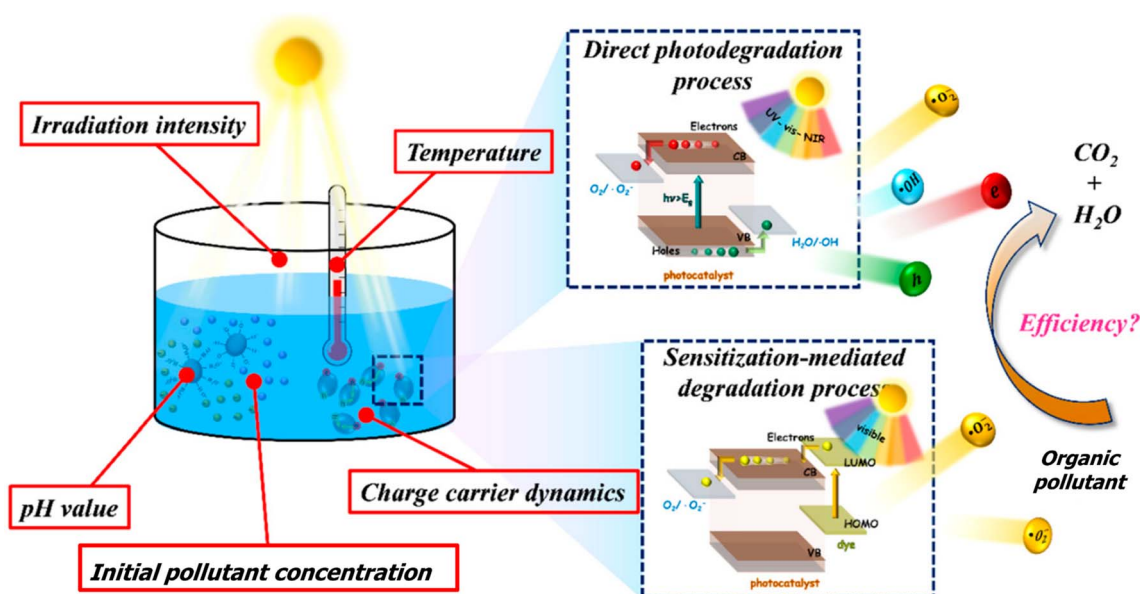 Irradiation intensity
Temperature
pH value
Initial pollutant concentration
Charge carrier dynamics
Direct photodegradation
process
UV-vis-NIR
Electrons
CB
O₂/·O₂⁻
hν>E₉
VB
Holes
H₂O/·OH
photocatalyst
·O₂⁻
·OH
e
h
Sensitization-mediated
degradation process
visible
Electrons
LUMO
CB
O₂/·O₂⁻
HOMO
dye
VB
photocatalyst
·O₂⁻
·O₂⁻
CO₂
+
H₂O
Efficiency?
Organic
pollutant